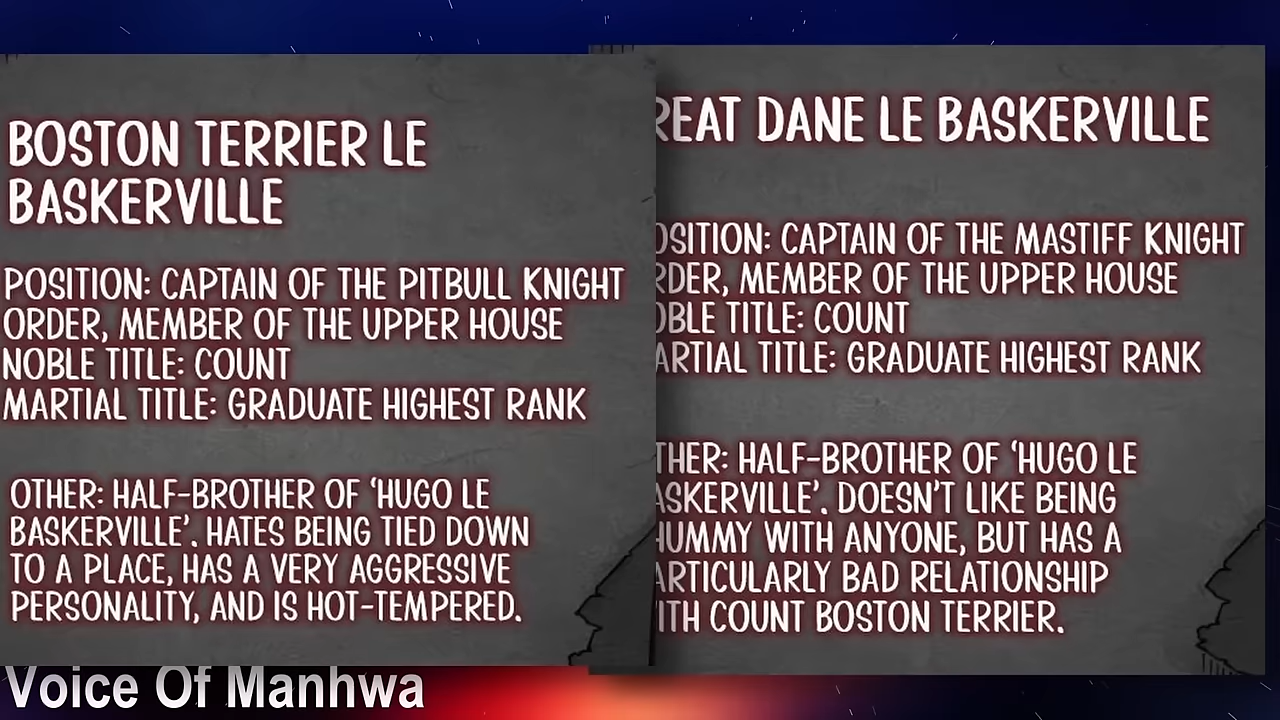 BOSTON TERRIER LE
BASKERVILLE
POSITION: CAPTAIN OF THE PITBULL KNIGHT
ORDER, MEMBER OF THE UPPER HOUSE
NOBLE TITLE: COUNT
MARTIAL TITLE: GRADUATE HIGHEST RANK
OTHER: HALF-BROTHER OF 'HUGO LE
BASKERVILLE'. HATES BEING TIED DOWN
TO A PLACE, HAS A VERY AGGRESSIVE
PERSONALITY, AND IS HOT-TEMPERED.
REAT DANE LE BASKERVILLE
OSITION: CAPTAIN OF THE MASTIFF KNIGHT
RDER, MEMBER OF THE UPPER HOUSE
OBLE TITLE: COUNT
ARTIAL TITLE: GRADUATE HIGHEST RANK
THER: HALF-BROTHER OF 'HUGO LE
ASKERVILLE'. DOESN'T LIKE BEING
HUMMY WITH ANYONE, BUT HAS A
ARTICULARLY BAD RELATIONSHIP
ITH COUNT BOSTON TERRIER.
Voice Of Manhwa